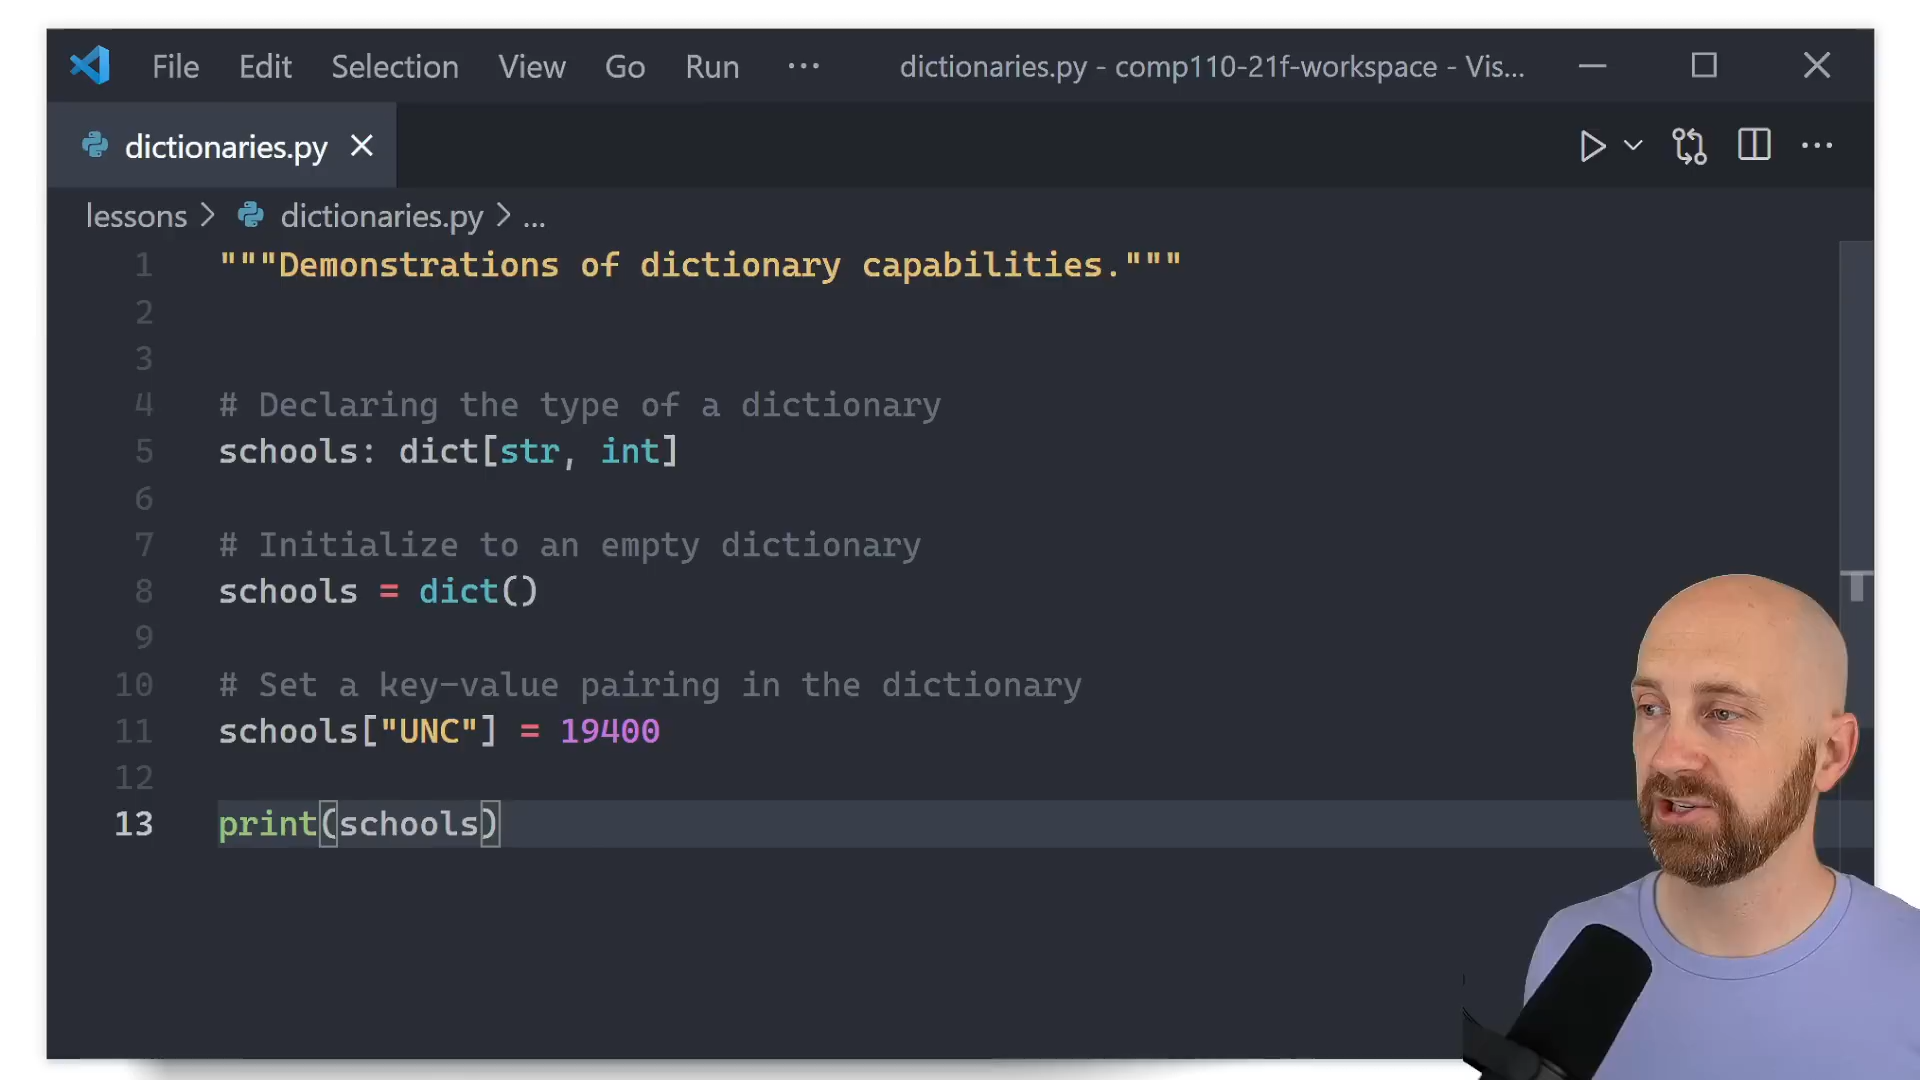 File Edit Selection View Go Run ··· dictionaries.py - comp110-21f-workspace - Vis...
dictionaries.py
lessons > dictionaries.py > ...
1 """Demonstrations of dictionary capabilities."""
2
3
4 # Declaring the type of a dictionary
5 schools: dict[str, int]
6
7 # Initialize to an empty dictionary
8 schools = dict()
9
10 # Set a key-value pairing in the dictionary
11 schools["UNC"] = 19400
12
13 print(schools)